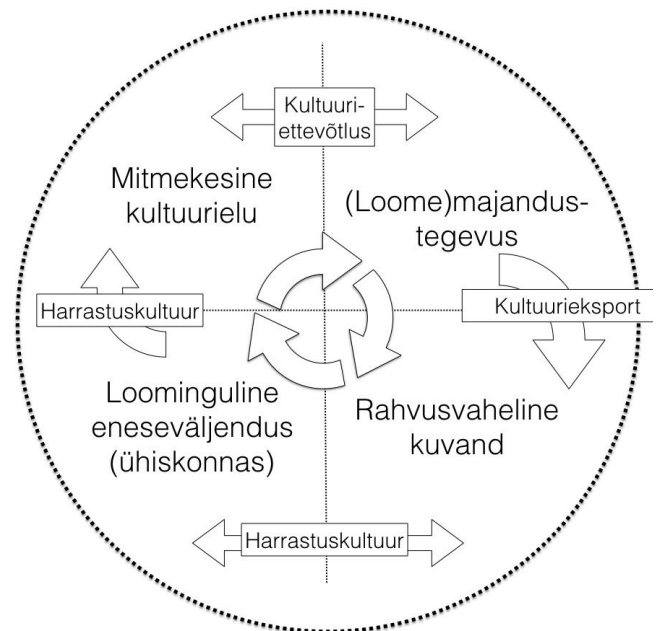 Kultuuri-
ettevõtlus
Mitmekesine
kultuurielu
(Loome)majandus-
tegevus
Harrastuskultuur
Kultuurieksport
Loominguline
eneseväljendus
(ühiskonnas)
Rahvusvaheline
kuvand
Harrastuskultuur